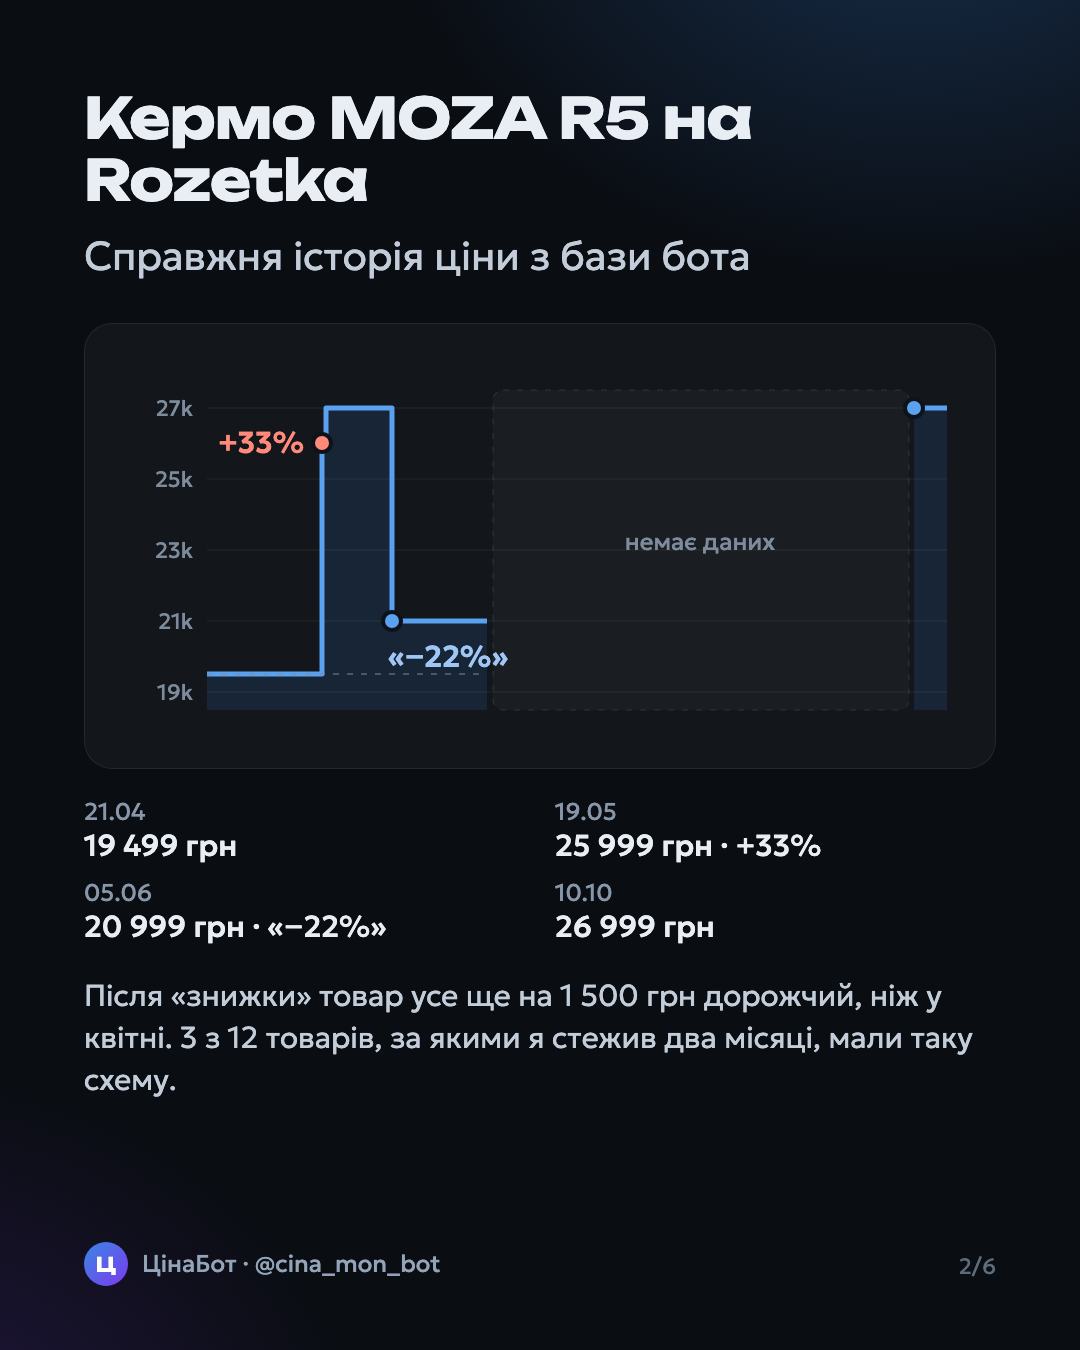 Кермо MOZA R5 на
Rozetka
Справжня історія ціни з бази бота
27k
+33%
25k
23k
немає даних
21k
«−22%»
19k
21.04
19 499 грн
19.05
25 999 грн · +33%
05.06
20 999 грн · «−22%»
10.10
26 999 грн
Після «знижки» товар усе ще на 1 500 грн дорожчий, ніж у
квітні. 3 з 12 товарів, за якими я стежив два місяці, мали таку
схему.
Ц ЦінаБот · @cina_mon_bot
2/6